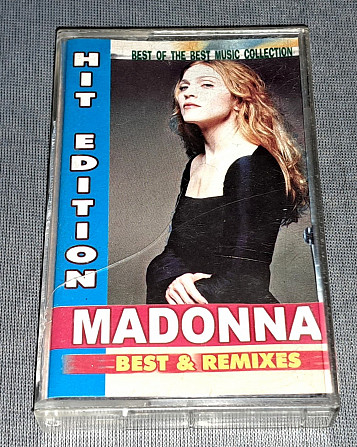 BEST OF THE BEST MUSIC COLLECTION
HIT EDITION
MADONNA
BEST & REMIXES